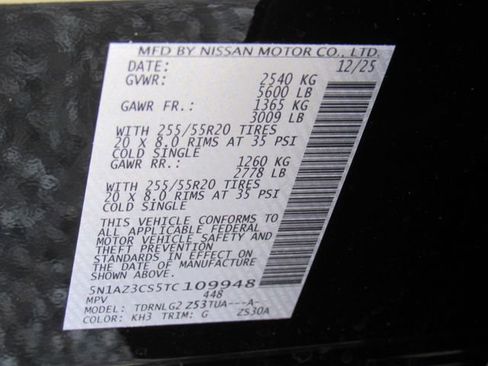 MFD BY NISSAN MOTOR CO., LTD.
DATE: 12/25
GVWR: 2540 KG
5600 LB
GAWR FR.: 1365 KG
3009 LB
WITH 255/55R20 TIRES
20 X 8.0 RIMS AT 35 PSI
COLD SINGLE
GAWR RR.: 1260 KG
2778 LB
WITH 255/55R20 TIRES
20 X 8.0 RIMS AT 35 PSI
COLD SINGLE
THIS VEHICLE CONFORMS TO
ALL APPLICABLE FEDERAL
MOTOR VEHICLE SAFETY AND
THEFT PREVENTION
STANDARDS IN EFFECT ON
THE DATE OF MANUFACTURE
SHOWN ABOVE.
5N1AZ3CS5TC109948
MPV 448
MODEL: TDRNLG2 Z53TUA---A-
COLOR: KH3 TRIM: G ZS30A